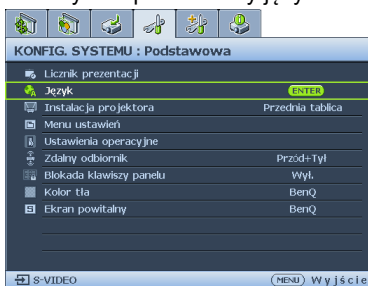 KONFIG. SYSTEMU : Podstawowa
Licznik prezentacji
Język ENTER
Instalacja projektora Przednia tablica
Menu ustawień
Ustawienia operacyjne
Zdalny odbiornik Przód+Tył
Blokada klawiszy panelu Wył.
Kolor tła BenQ
Ekran powitalny BenQ
S-VIDEO MENU Wyjście